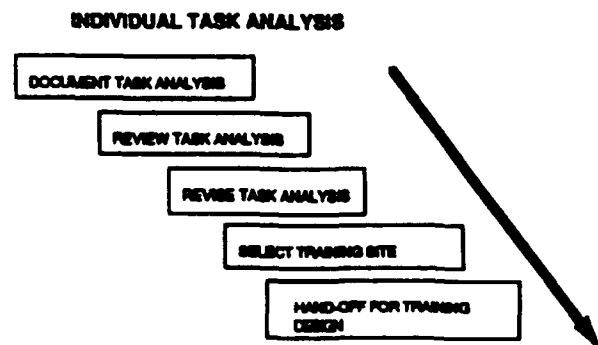 INDIVIDUAL TASK ANALYSIS
DOCUMENT TASK ANALYSIS
REVIEW TASK ANALYSIS
REVISE TASK ANALYSIS
SELECT TRAINING SITE
HAND-OFF FOR TRAINING
DESIGN